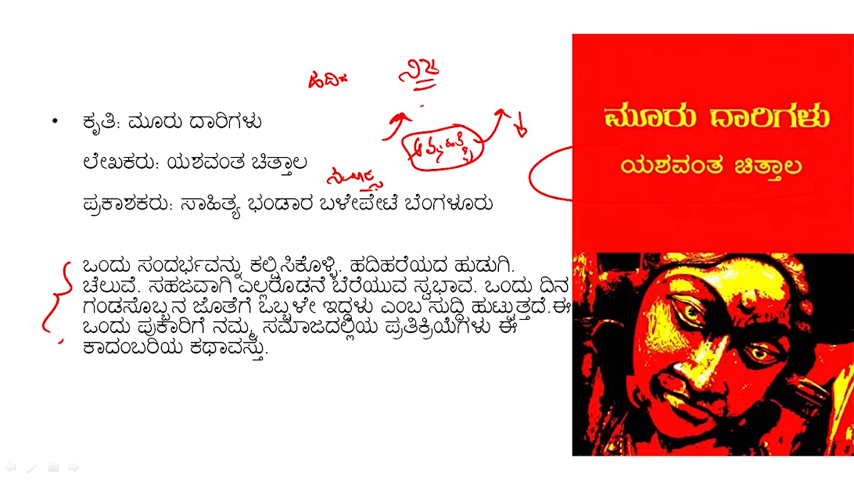 ಕೃತಿ: ಮೂರು ದಾರಿಗಳು
ಲೇಖಕರು: ಯಶವಂತ ಚಿತ್ತಾಲ
ಪ್ರಕಾಶಕರು: ಸಾಹಿತ್ಯ ಭಂಡಾರ ಬಳೇಪೇಟೆ ಬೆಂಗಳೂರು
ಒಂದು ಸಂದರ್ಭವನ್ನು ಕಲ್ಪಿಸಿಕೊಳ್ಳಿ. ಹದಿಹರೆಯದ ಹುಡುಗಿ.
ಚೆಲುವೆ. ಸಹಜವಾಗಿ ಎಲ್ಲರೊಡನೆ ಬೆರೆಯುವ ಸ್ವಭಾವ. ಒಂದು ದಿನ
ಗಂಡಸೊಬ್ಬನ ಜೊತೆಗೆ ಒಬ್ಬಳೇ ಇದ್ದಳು ಎಂಬ ಸುದ್ದಿ ಹುಟ್ಟುತ್ತದೆ.ಈ
ಒಂದು ಪುಕಾರಿಗೆ ನಮ್ಮ ಸಮಾಜದಲ್ಲಿಯ ಪ್ರತಿಕ್ರಿಯೆಗಳು ಈ
ಕಾದಂಬರಿಯ ಕಥಾವಸ್ತು.
ಮೂರು ದಾರಿಗಳು
ಯಶವಂತ ಚಿತ್ತಾಲ